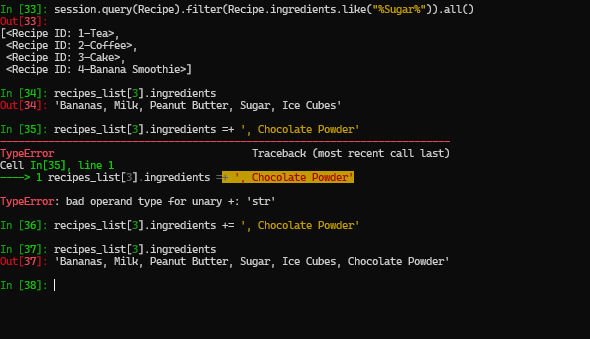 In [33]: session.query(Recipe).filter(Recipe.ingredients.like("%Sugar%")).all()
Out[33]:
[<Recipe ID: 1-Tea>,
 <Recipe ID: 2-Coffee>,
 <Recipe ID: 3-Cake>,
 <Recipe ID: 4-Banana Smoothie>]
In [34]: recipes_list[3].ingredients
Out[34]: 'Bananas, Milk, Peanut Butter, Sugar, Ice Cubes'
In [35]: recipes_list[3].ingredients =+ ', Chocolate Powder'
---------------------------------------------------------------------------
TypeError                                 Traceback (most recent call last)
Cell In[35], line 1
----> 1 recipes_list[3].ingredients =+ ', Chocolate Powder'
TypeError: bad operand type for unary +: 'str'
In [36]: recipes_list[3].ingredients += ', Chocolate Powder'
In [37]: recipes_list[3].ingredients
Out[37]: 'Bananas, Milk, Peanut Butter, Sugar, Ice Cubes, Chocolate Powder'
In [38]: